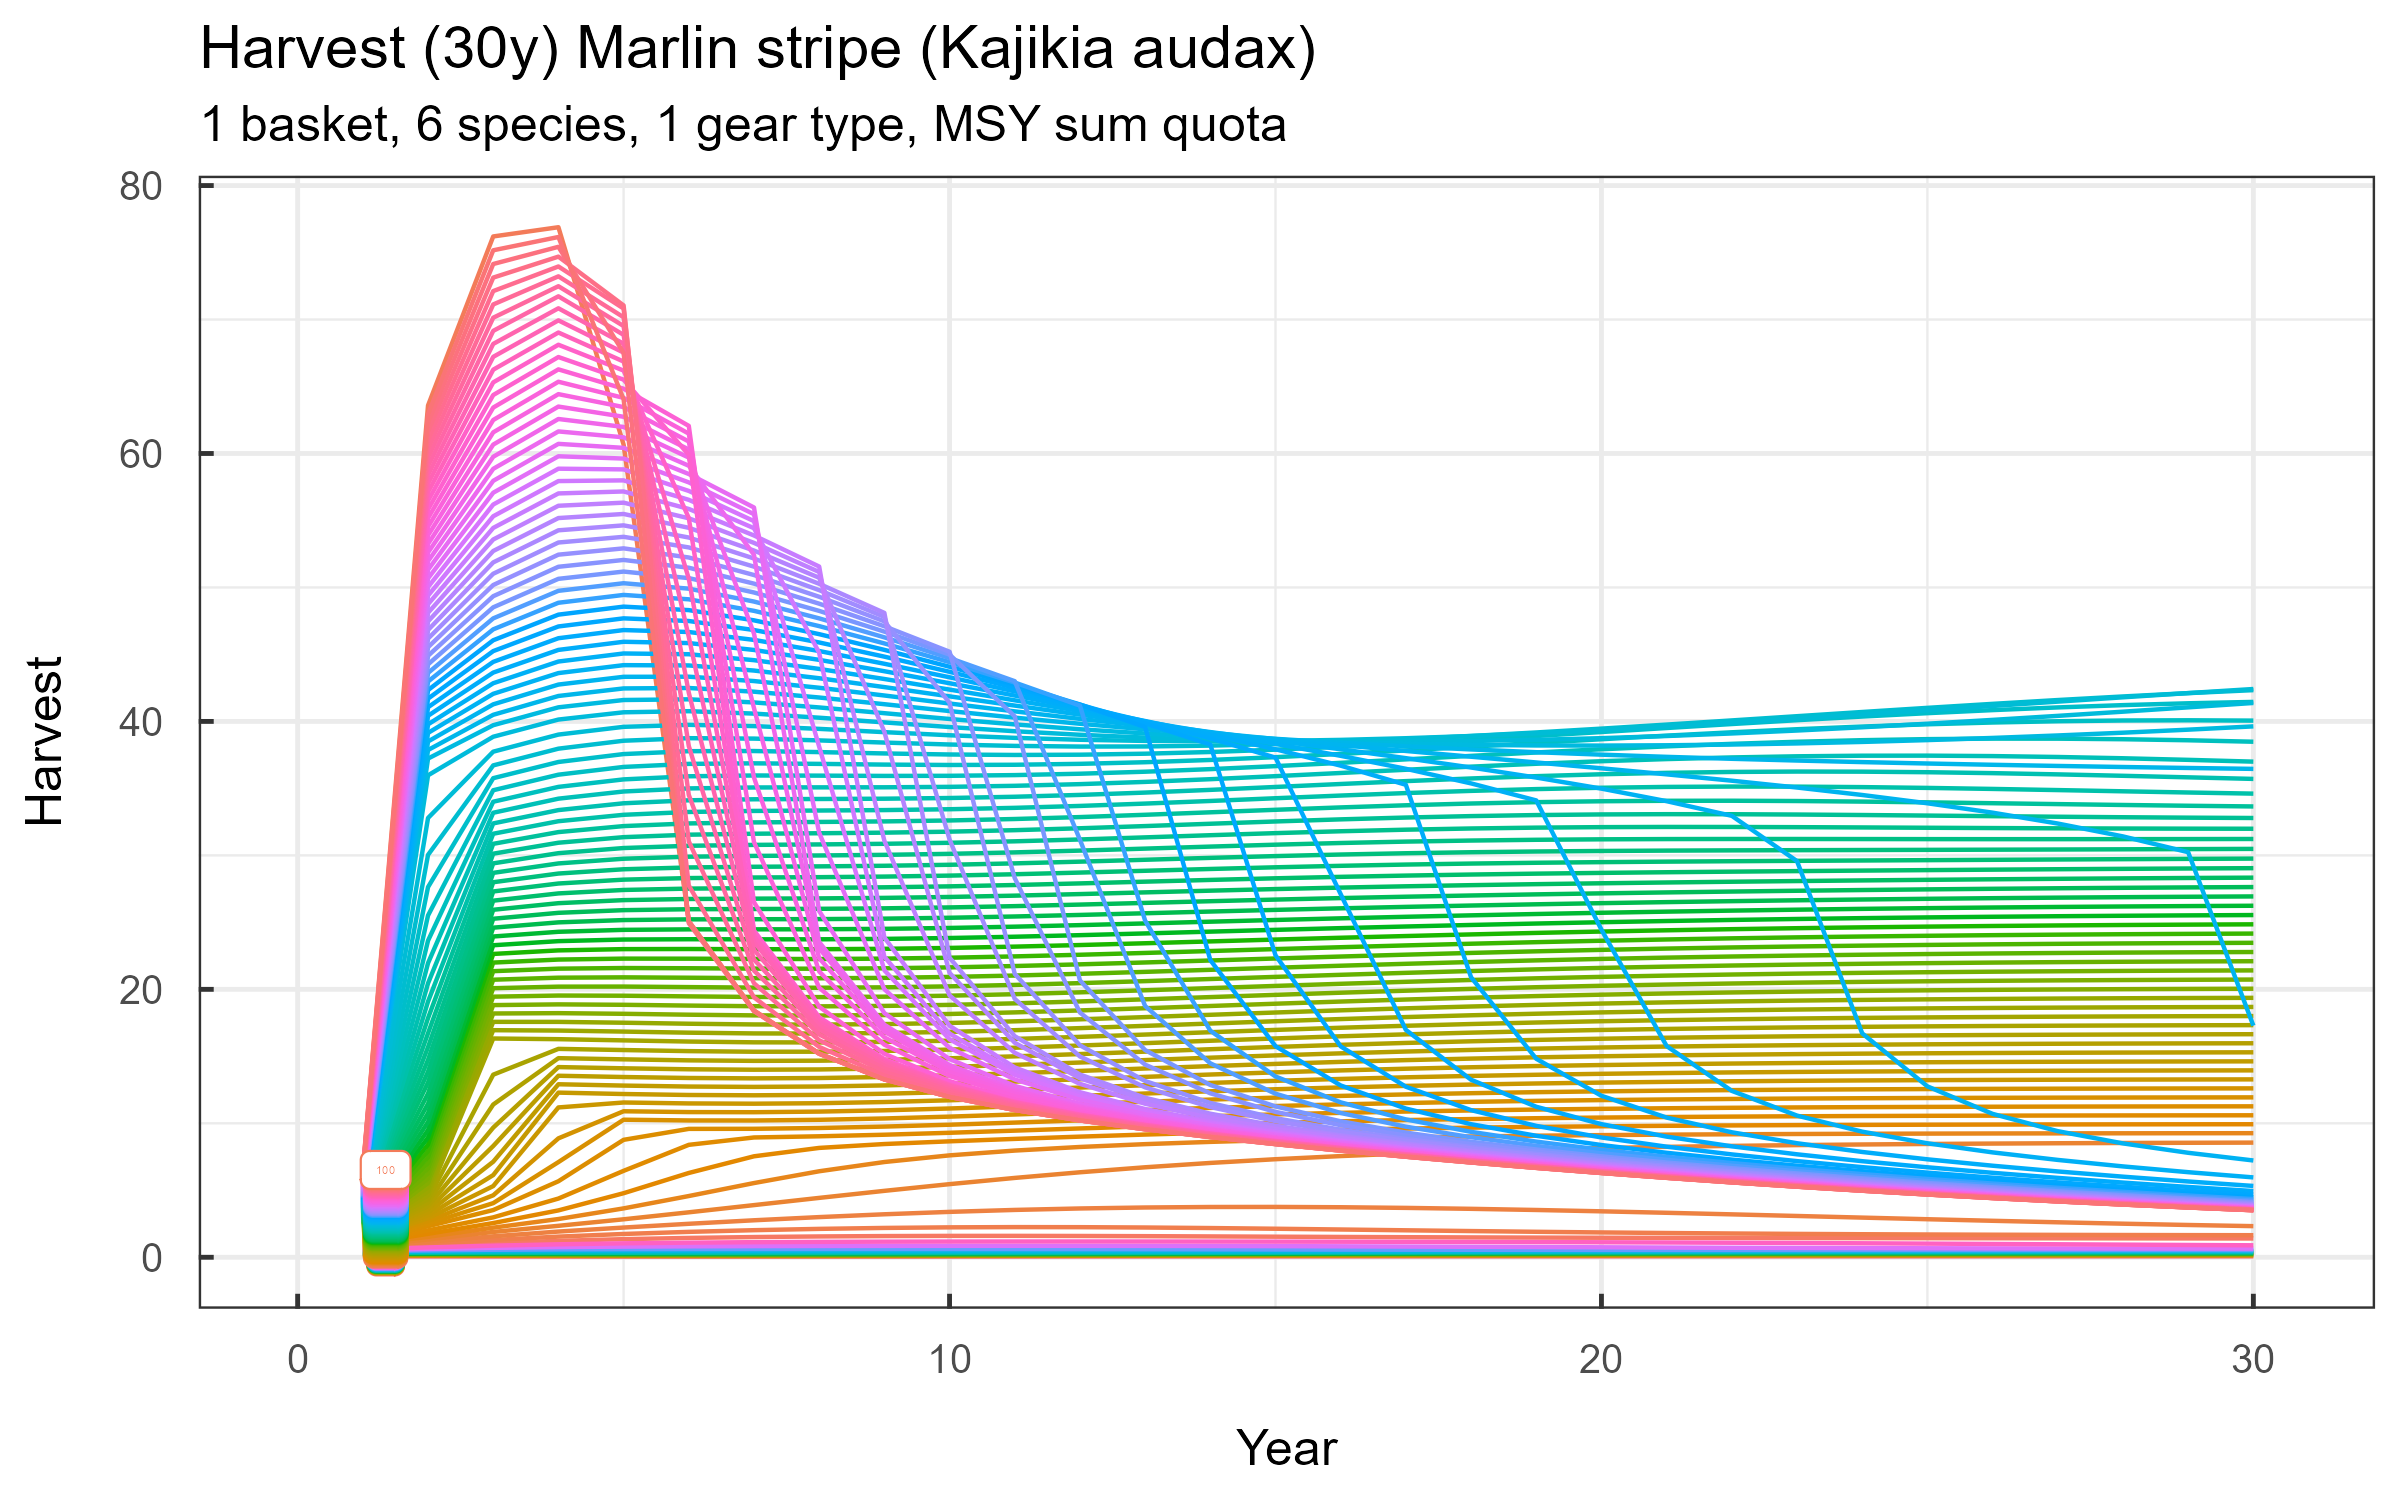 Harvest (30y) Marlin stripe (Kajikia audax)
1 basket, 6 species, 1 gear type, MSY sum quota
80
60
40
20
0
Harvest
100
0
10
20
30
Year